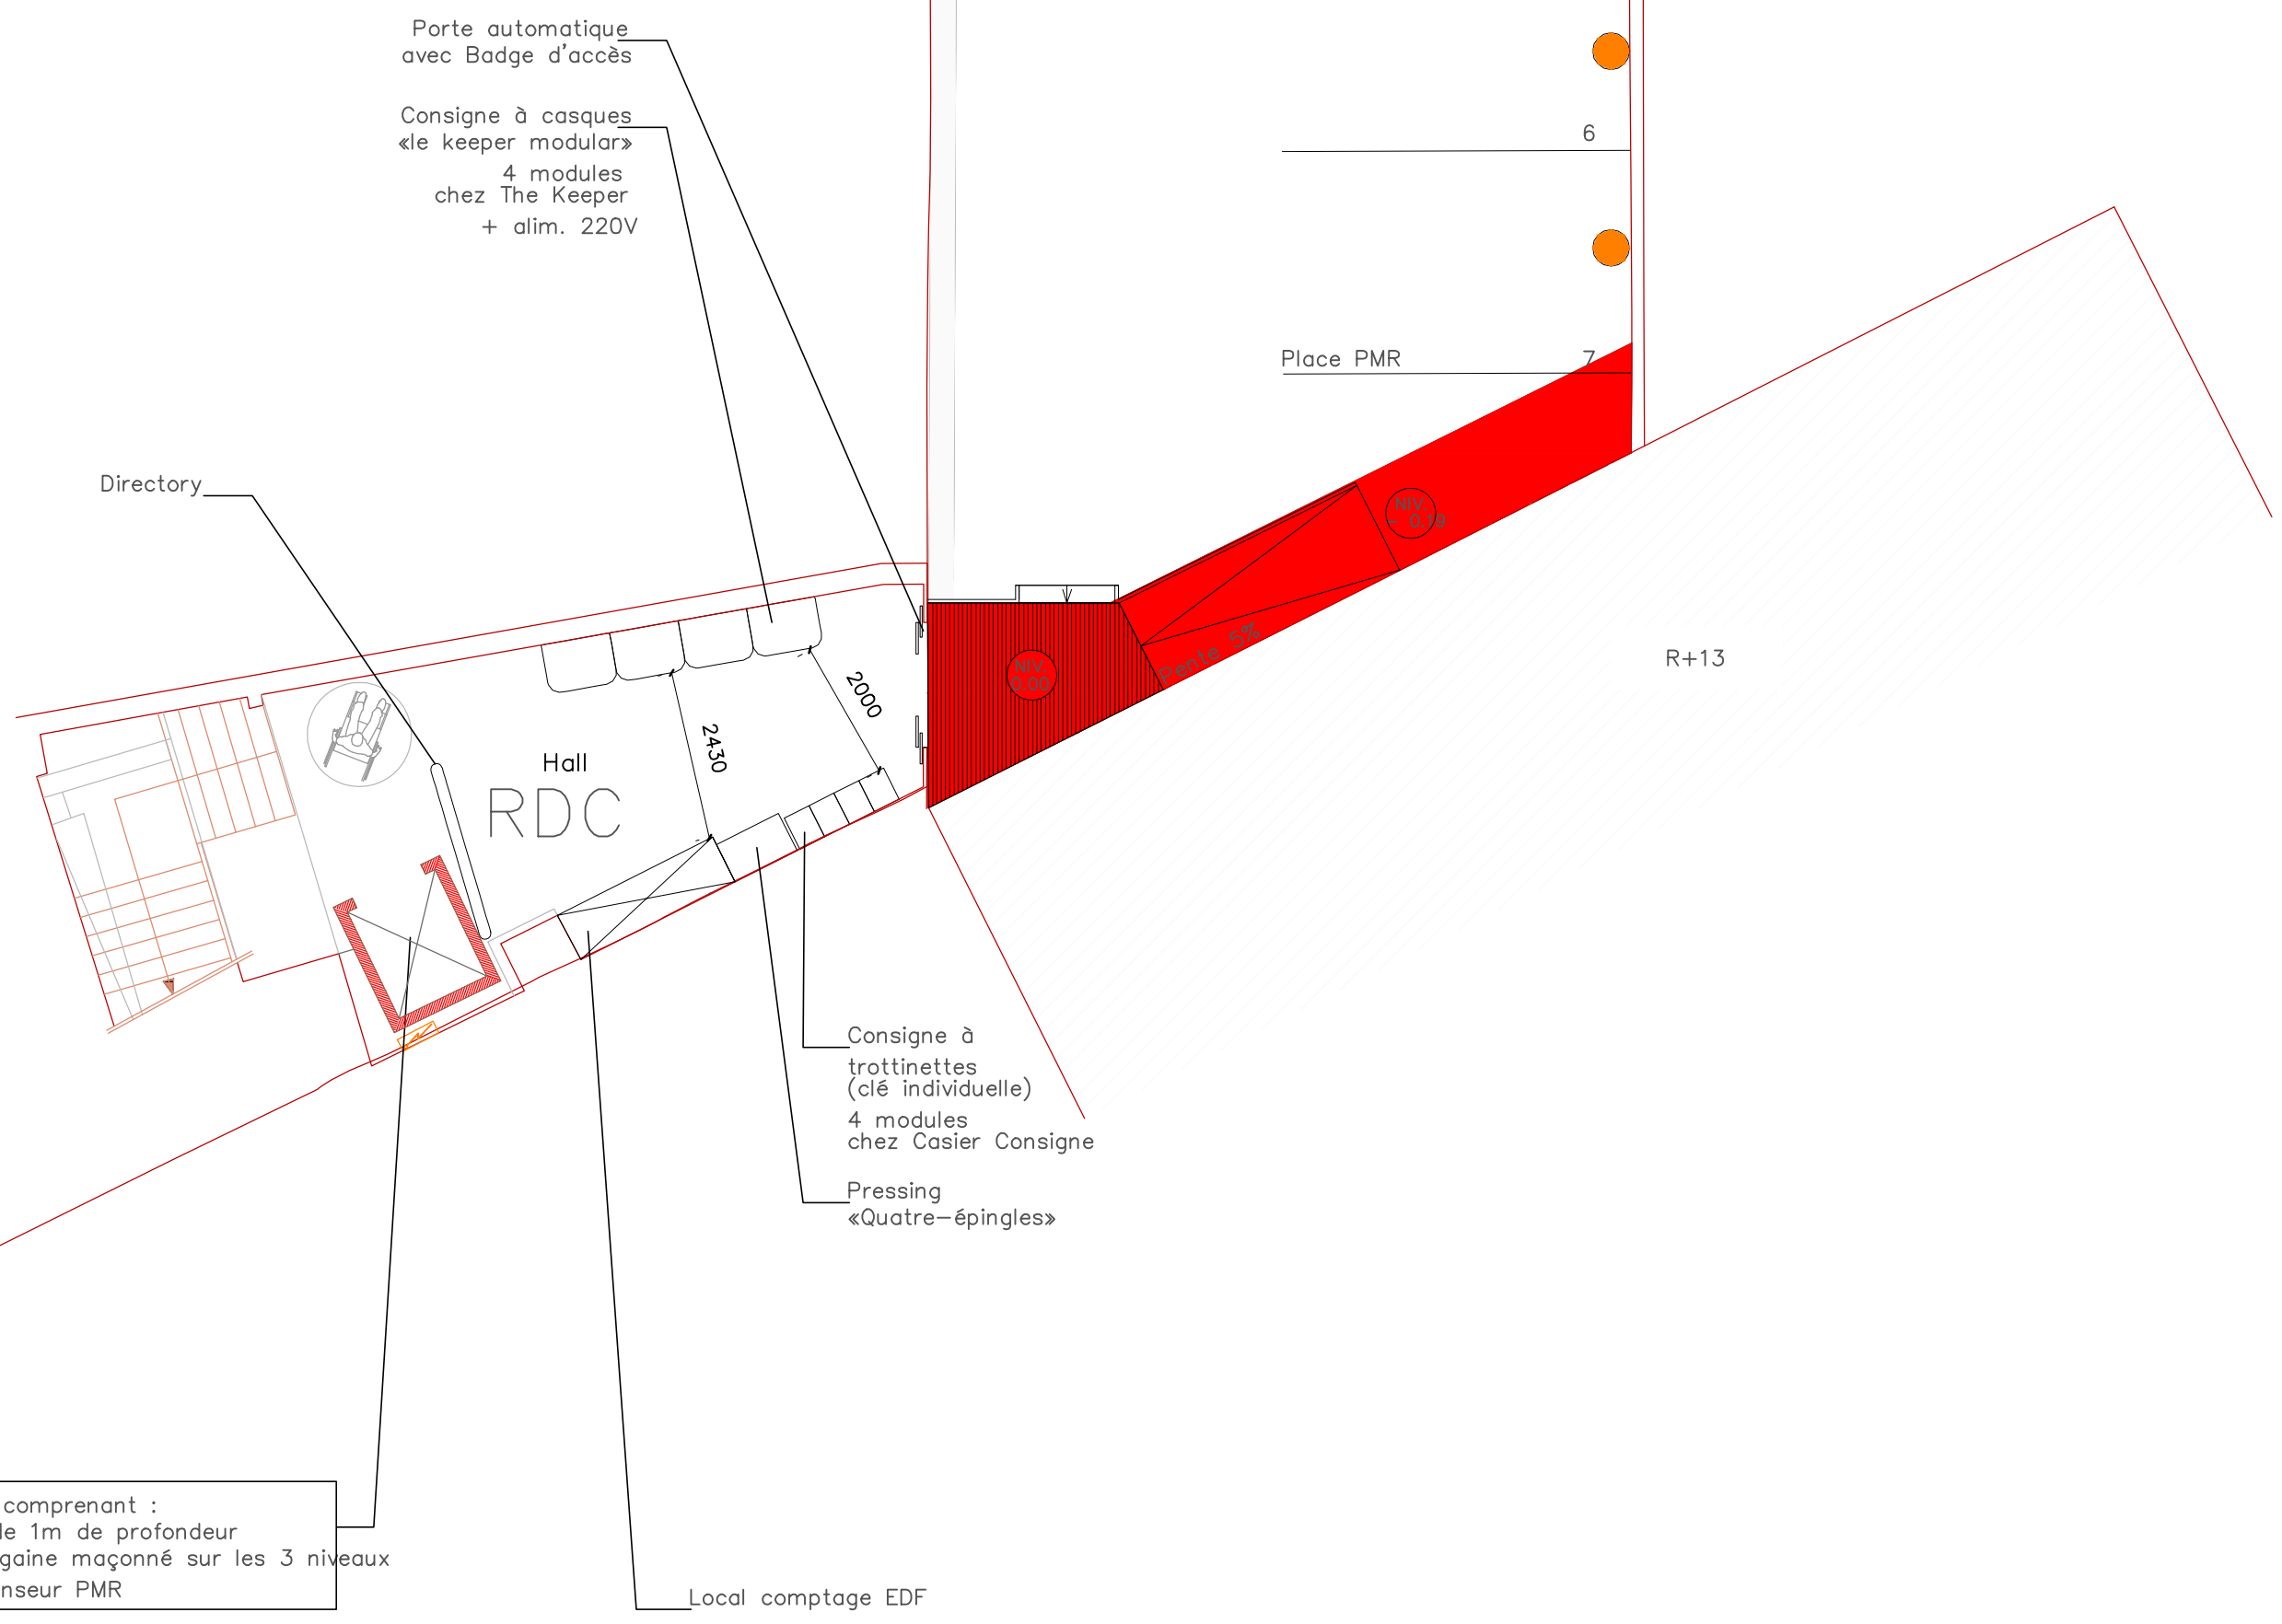 Porte automatique
avec Badge d'accès
Consigne à casques
«le keeper modular»
4 modules
chez The Keeper
+ alim. 220V
6
Place PMR
7
Directory
NIV.
- 0.19
Pente 5%
NIV.
0.00
R+13
2000
2430
Hall
RDC
Consigne à
trottinettes
(clé individuelle)
4 modules
chez Casier Consigne
Pressing
«Quatre-épingles»
comprenant :
de 1m de profondeur
gaine maçonné sur les 3 niveaux
nseur PMR
Local comptage EDF